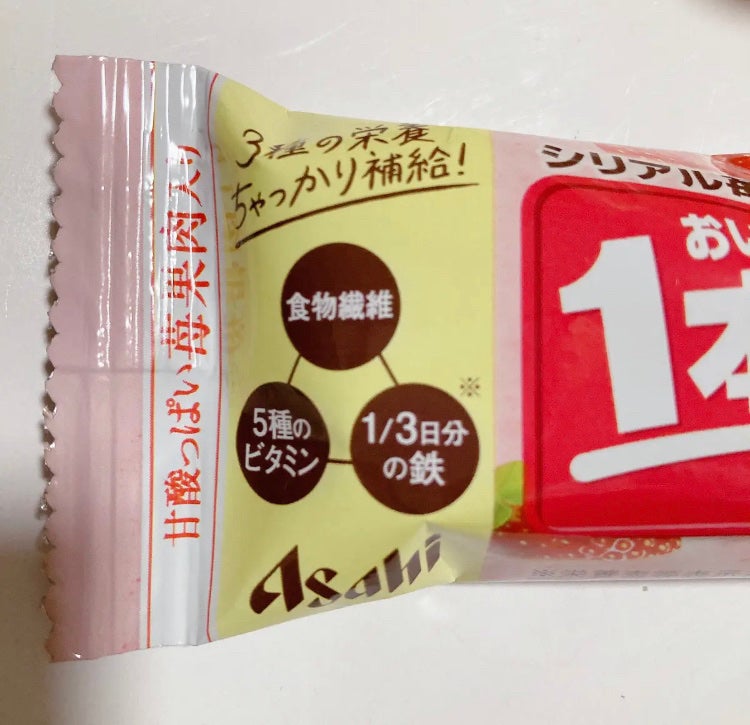 甘酸っぱい苺果肉入り
3種の栄養
ちゃっかり補給!
食物繊維
5種の
ビタミン
1/3日分
の鉄
※
Asahi
シリアル苺
おい
1本